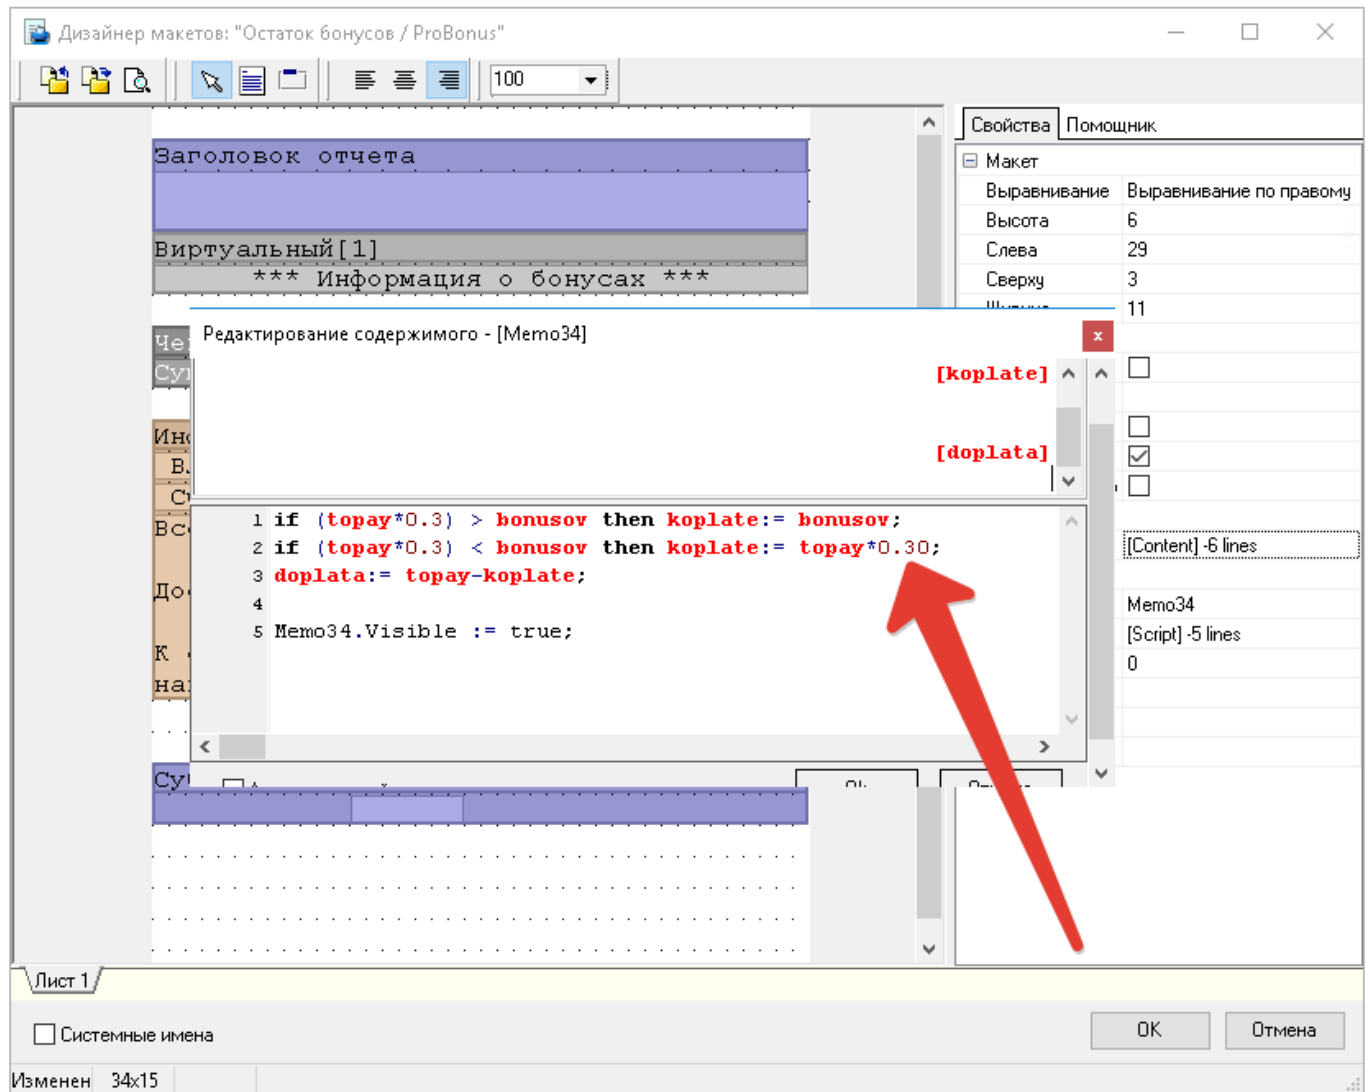 Дизайнер макетов: "Остаток бонусов / ProBonus"
100
Свойства Помощник
Заголовок отчета
Макет
Выравнивание Выравнивание по правому
Высота 6
Слева 29
Сверху 3
11
Виртуальный[1]
*** Информация о бонусах ***
Редактирование содержимого - [Memo34]
[koplate]
[doplata]
1 if (topay*0.3) > bonusov then koplate:= bonusov;
2 if (topay*0.3) < bonusov then koplate:= topay*0.30;
3 doplata:= topay-koplate;
4
5 Memo34.Visible := true;
[Content] -6 lines
Memo34
[Script] -5 lines
0
К
Лист 1
Системные имена
OK Отмена
Изменен 34x15